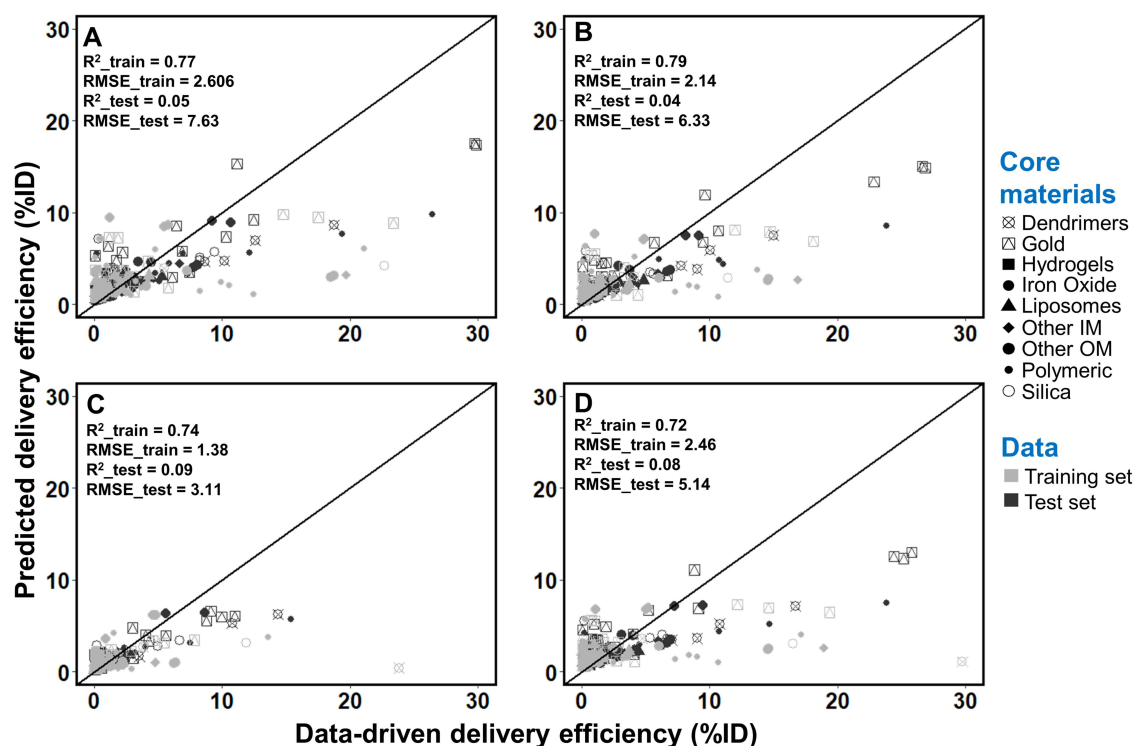 A
R²_train = 0.77
RMSE_train = 2.606
R²_test = 0.05
RMSE_test = 7.63
30
20
10
0
0
10
20
30
B
R²_train = 0.79
RMSE_train = 2.14
R²_test = 0.04
RMSE_test = 6.33
30
20
10
0
0
10
20
30
C
R²_train = 0.74
RMSE_train = 1.38
R²_test = 0.09
RMSE_test = 3.11
30
20
10
0
0
10
20
30
D
R²_train = 0.72
RMSE_train = 2.46
R²_test = 0.08
RMSE_test = 5.14
30
20
10
0
0
10
20
30
Predicted delivery efficiency (%ID)
Data-driven delivery efficiency (%ID)
Core
materials
Dendrimers
Gold
Hydrogels
Iron Oxide
Liposomes
Other IM
Other OM
Polymeric
Silica
Data
Training set
Test set